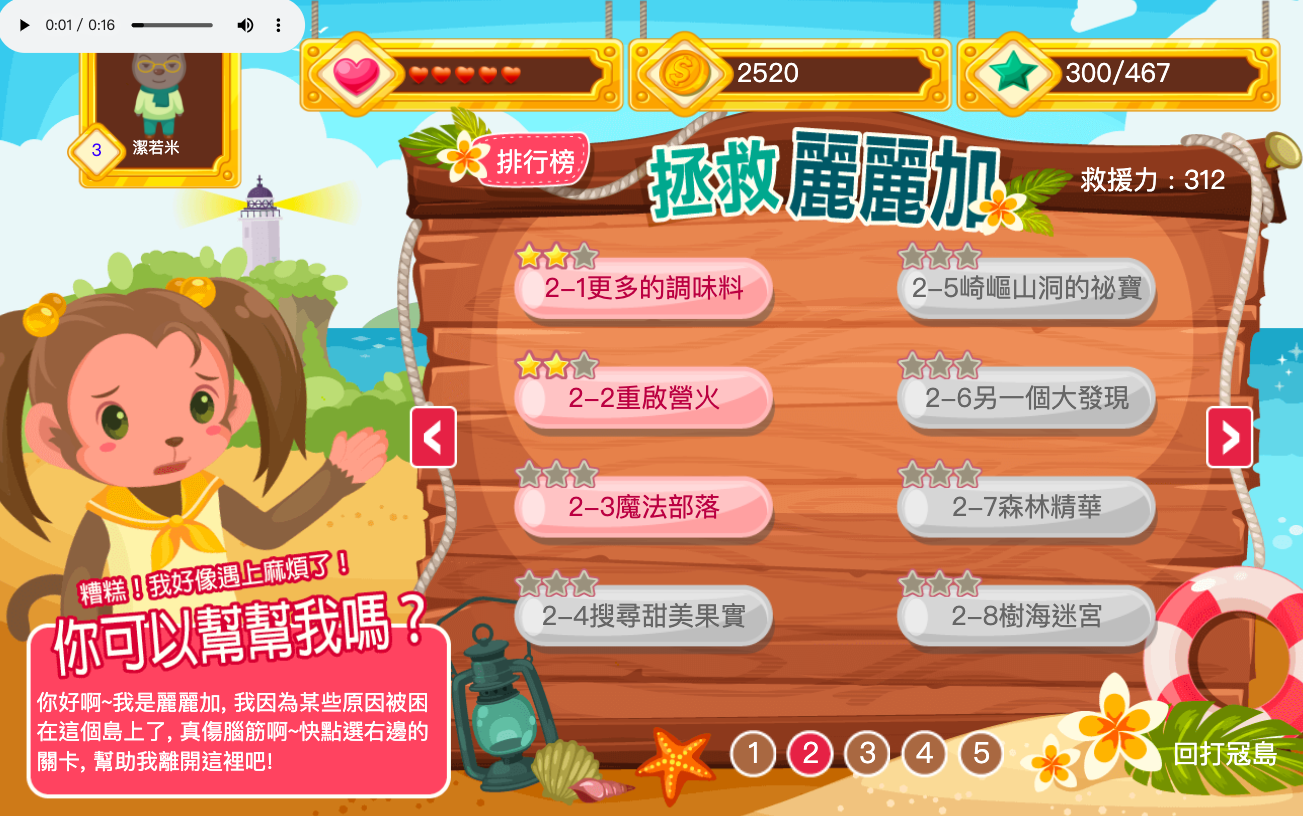 0:01 / 0:16
2520
300/467
3
潔若米
排行榜
拯救麗麗加
救援力：312
2-1更多的調味料
2-5崎嶇山洞的祕寶
2-2重啟營火
2-6另一個大發現
2-3魔法部落
2-7森林精華
2-4搜尋甜美果實
2-8樹海迷宮
糟糕！我好像遇上麻煩了！
你可以幫幫我嗎？
你好啊~我是麗麗加, 我因為某些原因被困
在這個島上了, 真傷腦筋啊~快點選右邊的
關卡, 幫助我離開這裡吧!
1 2 3 4 5
回打寇島